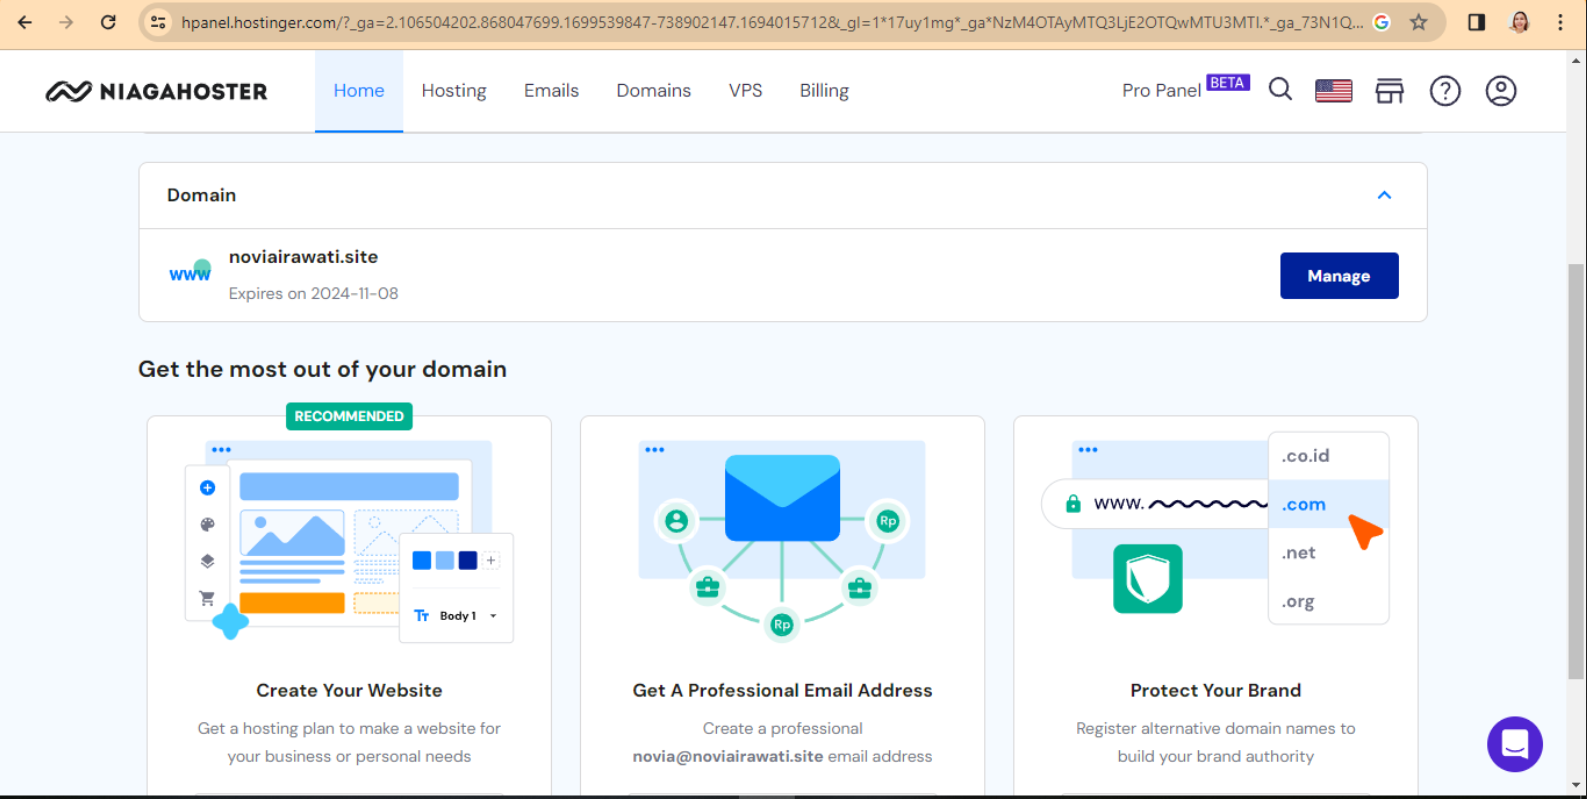 hpanel.hostinger.com/?_ga=2.106504202.868047699.1699539847-738902147.1694015712&_gl=1*17uy1mg*_ga*NzM4OTAyMTQ3LjE2OTQwMTU3MTI.*_ga_73N1Q...
NIAGAHOSTER
Home
Hosting
Emails
Domains
VPS
Billing
Pro Panel BETA
Domain
www
noviairawati.site
Expires on 2024-11-08
Manage
Get the most out of your domain
RECOMMENDED
Body 1
Create Your Website
Get a hosting plan to make a website for
your business or personal needs
Rp
Rp
Get A Professional Email Address
Create a professional
novia@noviairawati.site email address
www.
.co.id
.com
.net
.org
Protect Your Brand
Register alternative domain names to
build your brand authority